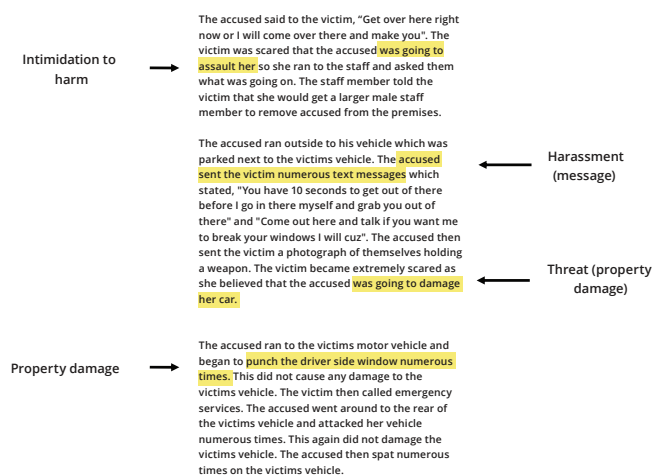 The accused said to the victim, "Get over here right
now or I will come over there and make you". The
victim was scared that the accused was going to
assault her so she ran to the staff and asked them
what was going on. The staff member told the
victim that she would get a larger male staff
member to remove accused from the premises.
Intimidation to
harm
The accused ran outside to his vehicle which was
parked next to the victims vehicle. The accused
sent the victim numerous text messages which
stated, "You have 10 seconds to get out of there
before I go in there myself and grab you out of
there" and "Come out here and talk if you want me
to break your windows I will cuz". The accused then
sent the victim a photograph of themselves holding
a weapon. The victim became extremely scared as
she believed that the accused was going to damage
her car.
Harassment
(message)
Threat (property
damage)
The accused ran to the victims motor vehicle and
began to punch the driver side window numerous
times. This did not cause any damage to the
victims vehicle. The victim then called emergency
services. The accused went around to the rear of
the victims vehicle and attacked her vehicle
numerous times. This again did not damage the
victims vehicle. The accused then spat numerous
times on the victims vehicle.
Property damage